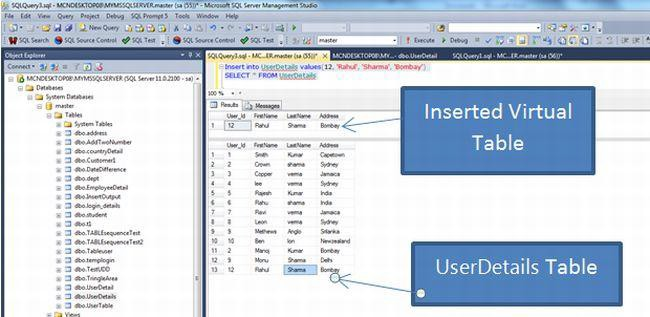 SQLQuery3.sql - MCNDESKTOP08\MYMSSQLSERVER.master (sa (55))* - Microsoft SQL Server Management Studio
File Edit View Query Project Debug SQL Prompt 5 Tools Window Community Help
New Query
SQL Search SQL Source Control SQL Test master Execute Debug
Object Explorer
Connect
MCNDESKTOP08\MYMSSQLSERVER (SQL Server 11.0.2100 - sa)
Databases
System Databases
master
Tables
System Tables
dbo.address
dbo.AddTwoNumber
dbo.countryDetail
dbo.Customer1
dbo.DateDifference
dbo.dept
dbo.EmployeeDetail
dbo.InsertOutput
dbo.login_details
dbo.student
dbo.t1
dbo.TABLEsequenceTest
dbo.TABLEsequenceTest2
dbo.Tableuser
dbo.templogin
dbo.TestUDD
dbo.TringleArea
dbo.UserDetail
dbo.UserDetails
dbo.UserTable
Views
SQLQuery3.sql - MC...ER.master (sa (55))* MCNDESKTOP08\MY... - dbo.UserDetail SQLQuery1.sql - MC...ER.master (sa (56))*
Insert into UserDetails values(12, 'Rahul', 'Sharma', 'Bombay')
SELECT * FROM UserDetails
100 %
Results Messages
User_Id FirstName LastName Address
1 12 Rahul Sharma Bombay
User_Id FirstName LastName Address
1 1 Smith Kumar Capetown
2 2 Crown sharma Sydney
3 3 Copper verma Jamaica
4 4 lee verma Sydney
5 5 Rajesh Kumar India
6 6 Rahu sharma India
7 7 Ravi verma Jamaica
8 8 Leon verma Sydney
9 9 Methews Anglo Srilanka
10 10 Ben lon Newzealand
11 2 Manoj Kumar Bombay
12 9 Monu Sharma Delhi
13 12 Rahul Sharma Bombay
Inserted Virtual
Table
UserDetails Table